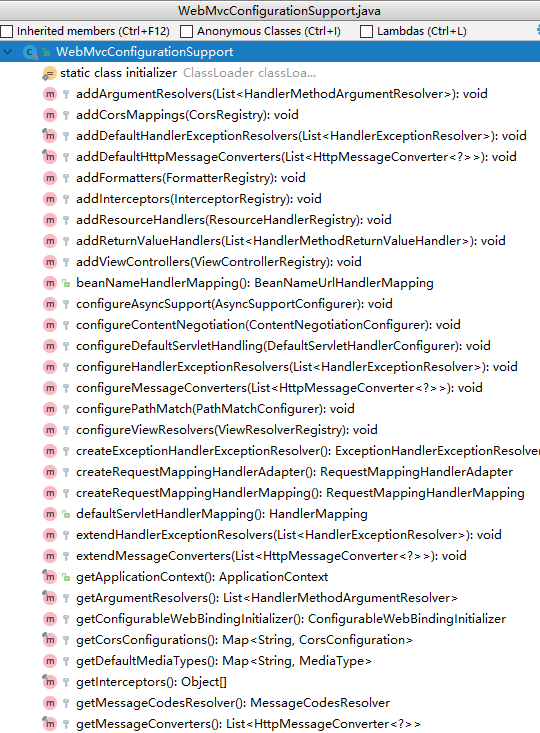 WebMvcConfigurationSupport.java
Inherited members (Ctrl+F12) Anonymous Classes (Ctrl+I) Lambdas (Ctrl+L)
WebMvcConfigurationSupport
static class initializer ClassLoader classLoa...
addArgumentResolvers(List<HandlerMethodArgumentResolver>): void
addCorsMappings(CorsRegistry): void
addDefaultHandlerExceptionResolvers(List<HandlerExceptionResolver>): void
addDefaultHttpMessageConverters(List<HttpMessageConverter<?>>): void
addFormatters(FormatterRegistry): void
addInterceptors(InterceptorRegistry): void
addResourceHandlers(ResourceHandlerRegistry): void
addReturnValueHandlers(List<HandlerMethodReturnValueHandler>): void
addViewControllers(ViewControllerRegistry): void
beanNameHandlerMapping(): BeanNameUrlHandlerMapping
configureAsyncSupport(AsyncSupportConfigurer): void
configureContentNegotiation(ContentNegotiationConfigurer): void
configureDefaultServletHandling(DefaultServletHandlerConfigurer): void
configureHandlerExceptionResolvers(List<HandlerExceptionResolver>): void
configureMessageConverters(List<HttpMessageConverter<?>>): void
configurePathMatch(PathMatchConfigurer): void
configureViewResolvers(ViewResolverRegistry): void
createExceptionHandlerExceptionResolver(): ExceptionHandlerExceptionResolver
createRequestMappingHandlerAdapter(): RequestMappingHandlerAdapter
createRequestMappingHandlerMapping(): RequestMappingHandlerMapping
defaultServletHandlerMapping(): HandlerMapping
extendHandlerExceptionResolvers(List<HandlerExceptionResolver>): void
extendMessageConverters(List<HttpMessageConverter<?>>): void
getApplicationContext(): ApplicationContext
getArgumentResolvers(): List<HandlerMethodArgumentResolver>
getConfigurableWebBindingInitializer(): ConfigurableWebBindingInitializer
getCorsConfigurations(): Map<String, CorsConfiguration>
getDefaultMediaTypes(): Map<String, MediaType>
getInterceptors(): Object[]
getMessageCodesResolver(): MessageCodesResolver
getMessageConverters(): List<HttpMessageConverter<?>>